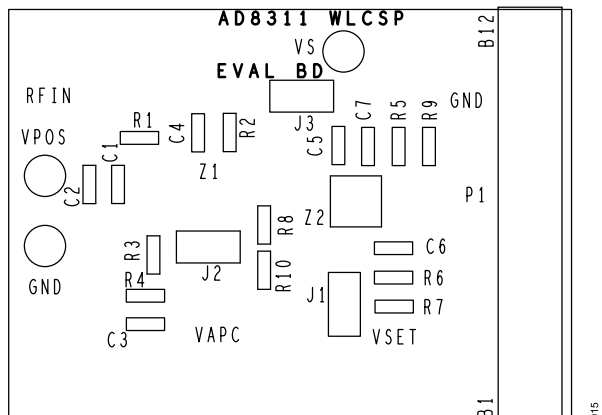 AD8311 WLCSP
B12
VS
EVAL BD
RFIN
GND
C7
R5
R9
R1
C4
R2
J3
C5
VPOS
C1
Z1
C2
P1
Z2
R8
R3
C6
GND
J2
R10
R4
R6
J1
R7
C3
VAPC
VSET
B1
015